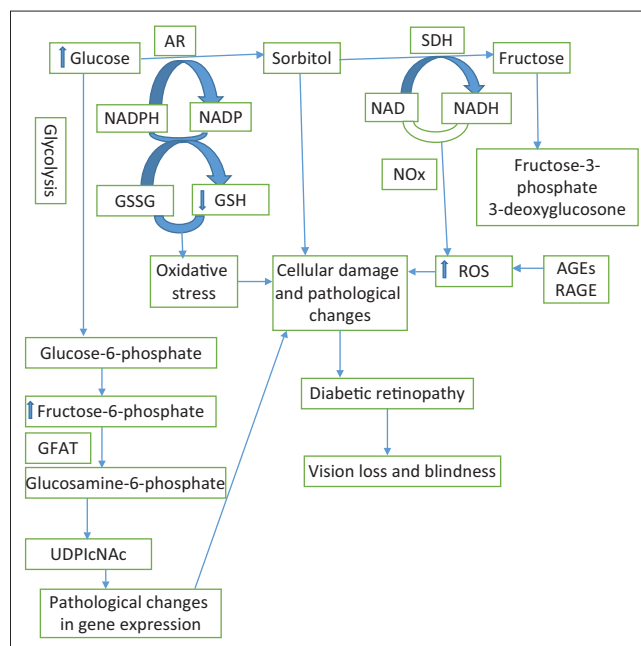 AR
SDH
Glucose
Sorbitol
Fructose
NADPH
NADP
NAD
NADH
Glycolysis
GSSG
GSH
NOx
Fructose-3-
phosphate
3-deoxyglucosone
Oxidative
stress
Cellular damage
and pathological
changes
ROS
AGEs
RAGE
Glucose-6-phosphate
Fructose-6-phosphate
GFAT
Glucosamine-6-phosphate
UDPIcNAc
Pathological changes
in gene expression
Diabetic retinopathy
Vision loss and blindness